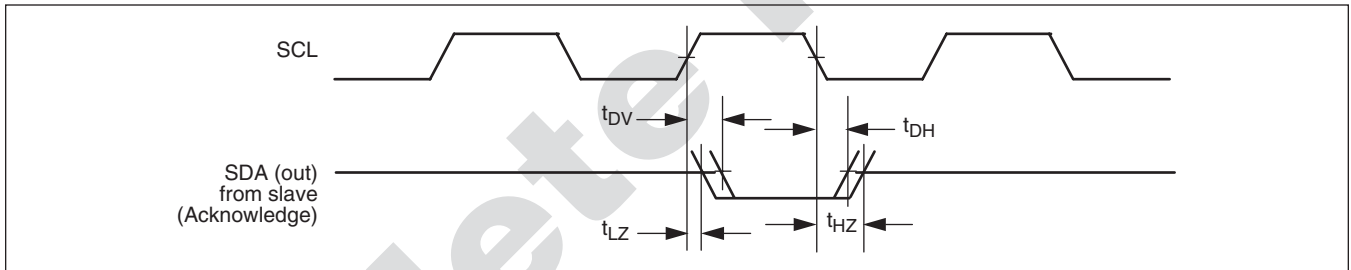 SCL
tDV
tDH
SDA (out)
from slave
(Acknowledge)
tLZ
tHZ